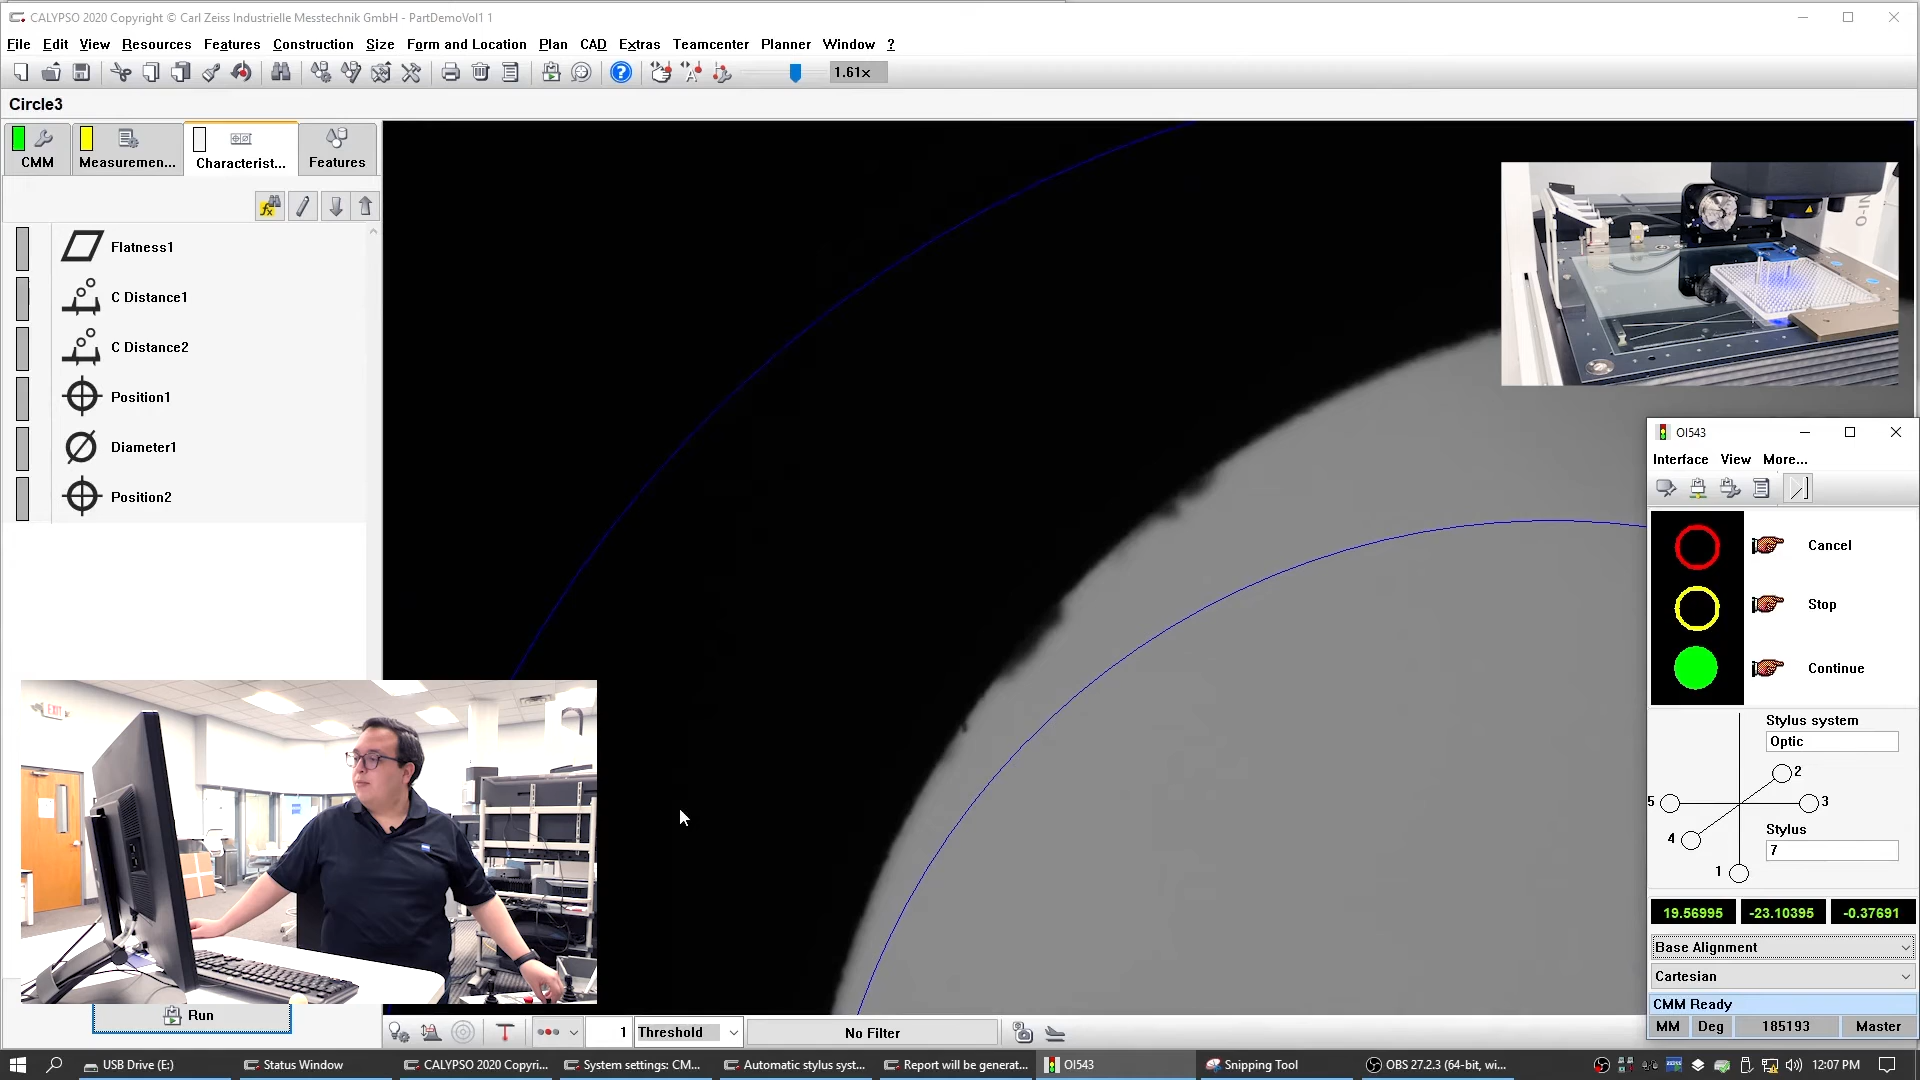 CALYPSO 2020 Copyright © Carl Zeiss Industrielle Messtechnik GmbH - PartDemoVol1 1
File Edit View Resources Features Construction Size Form and Location Plan CAD Extras Teamcenter Planner Window ?
1.61×
Circle3
CMM Measuremen... Characterist... Features
Flatness1
C Distance1
C Distance2
Position1
Diameter1
Position2
EXIT
Run
1 Threshold No Filter
OI543
Interface View More...
Cancel
Stop
Continue
Stylus system
Optic
2
5 3
Stylus
4 7
1
19.56995 -23.10395 -0.37691
Base Alignment
Cartesian
CMM Ready
MM Deg 185193 Master
USB Drive (E:) Status Window CALYPSO 2020 Copyri... System settings: CM... Automatic stylus syst... Report will be generat... OI543 Snipping Tool OBS 27.2.3 (64-bit, wi... 12:07 PM